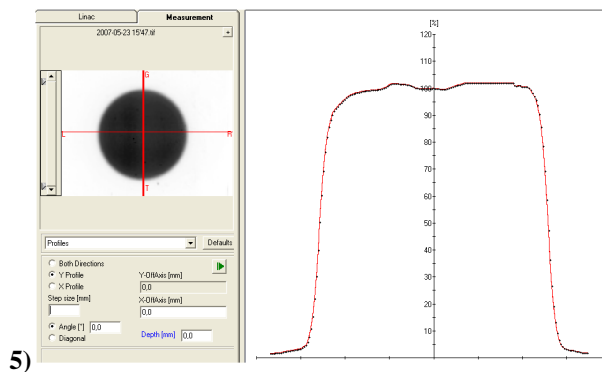 Linac Measurement
2007-05-23 15'47.tif
+
G
L R
T
Profiles Defaults
Both Directions
Y Profile
X Profile
Step size [mm]
Angle [°] 0,0
Diagonal
Y-OffAxis [mm]
0,0
X-OffAxis [mm]
0,0
Depth [mm] 0,0
[%]
120
110
100
90
80
70
60
50
40
30
20
10
5)